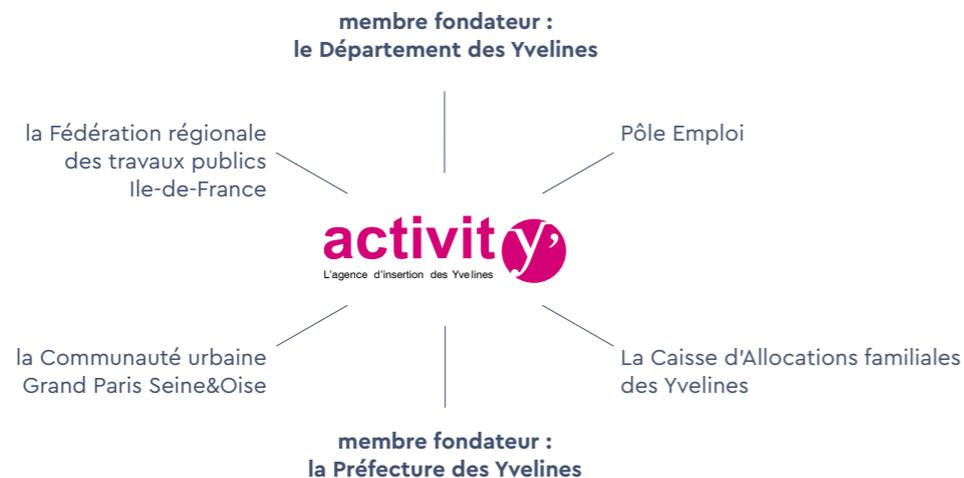 membre fondateur :
le Département des Yvelines
la Fédération régionale
des travaux publics
Ile-de-France
Pôle Emploi
activity'
L'agence d'insertion des Yvelines
la Communauté urbaine
Grand Paris Seine&Oise
La Caisse d'Allocations familiales
des Yvelines
membre fondateur :
la Préfecture des Yvelines